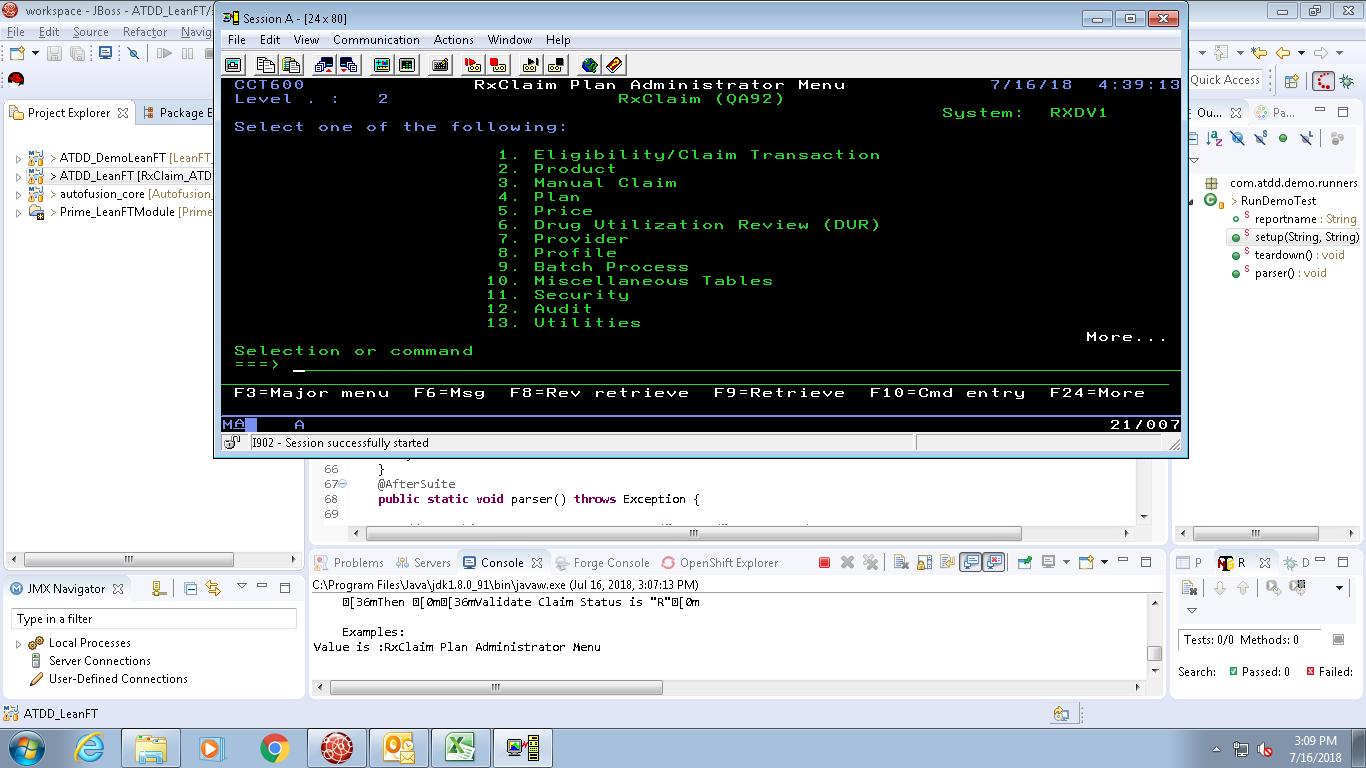 workspace - JBoss - ATDD_LeanFT/
File Edit Source Refactor Navig
Quick Access
Project Explorer
Package E
> ATDD_DemoLeanFT [LeanFT_
> ATDD_LeanFT [RxClaim_ATD
> autofusion_core [Autofusion_
> Prime_LeanFTModule [Prime
Session A - [24 x 80]
File Edit View Communication Actions Window Help
CCT600 RxClaim Plan Administrator Menu 7/16/18 4:39:13
Level . : 2 RxClaim (QA92)
System: RXDV1
Select one of the following:
1. Eligibility/Claim Transaction
2. Product
3. Manual Claim
4. Plan
5. Price
6. Drug Utilization Review (DUR)
7. Provider
8. Profile
9. Batch Process
10. Miscellaneous Tables
11. Security
12. Audit
13. Utilities
More...
Selection or command
===>
F3=Major menu F6=Msg F8=Rev retrieve F9=Retrieve F10=Cmd entry F24=More
MA A 21/007
I902 - Session successfully started
Ou...
Pa...
com.atdd.demo.runners
> RunDemoTest
reportname : String
setup(String, String)
teardown() : void
parser() : void
66 }
67 @AfterSuite
68 public static void parser() throws Exception {
69
Problems Servers Console Forge Console OpenShift Explorer
C:\Program Files\Java\jdk1.8.0_91\bin\javaw.exe (Jul 16, 2018, 3:07:13 PM)
[36mThen [0m[36mValidate Claim Status is "R"[0m
Examples:
Value is :RxClaim Plan Administrator Menu
JMX Navigator
Type in a filter
Local Processes
Server Connections
User-Defined Connections
P R D
Tests: 0/0 Methods: 0
Search: Passed: 0 Failed:
ATDD_LeanFT
3:09 PM
7/16/2018